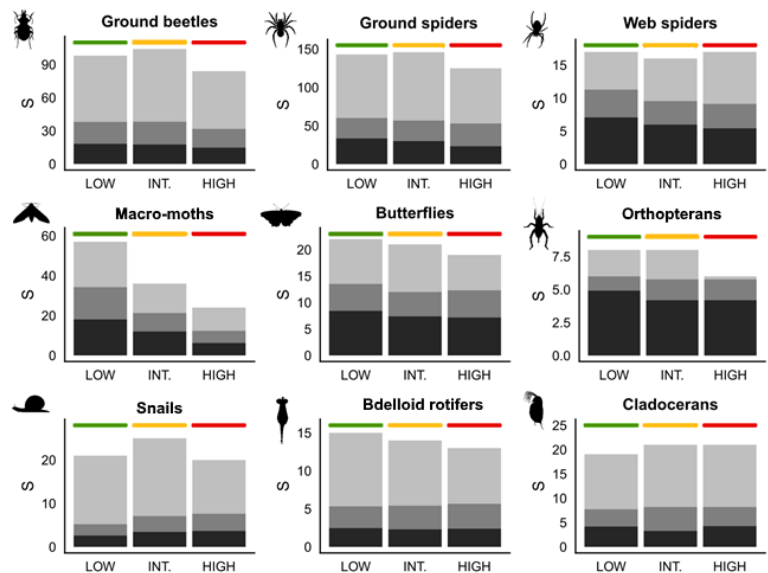 Ground beetles
90
60
30
0
S
LOW INT. HIGH
Ground spiders
150
100
50
0
S
LOW INT. HIGH
Web spiders
15
10
5
0
S
LOW INT. HIGH
Macro-moths
60
40
20
0
S
LOW INT. HIGH
Butterflies
20
15
10
5
0
S
LOW INT. HIGH
Orthopterans
7.5
5.0
2.5
0.0
S
LOW INT. HIGH
Snails
20
10
0
S
LOW INT. HIGH
Bdelloid rotifers
15
10
5
0
S
LOW INT. HIGH
Cladocerans
25
20
15
10
5
0
S
LOW INT. HIGH